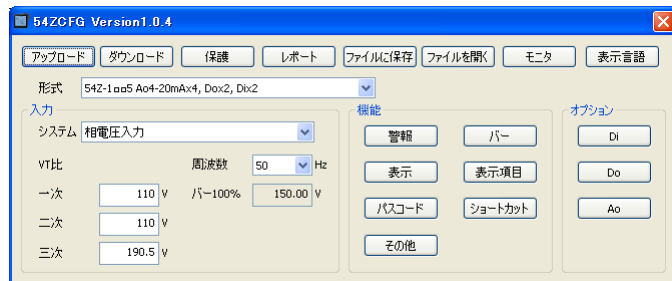 54ZCFG Version1.0.4
アップロード ダウンロード 保護 レポート ファイルに保存 ファイルを開く モニタ 表示言語
形式 54Z-1□□5 Ao4-20mAx4, Dox2, Dix2
入力 機能 オプション
システム 相電圧入力 警報 バー Di
VT比 周波数 50 Hz 表示 表示項目 Do
一次 110 V バー100% 150.00 V パスコード ショートカット Ao
二次 110 V
三次 190.5 V その他